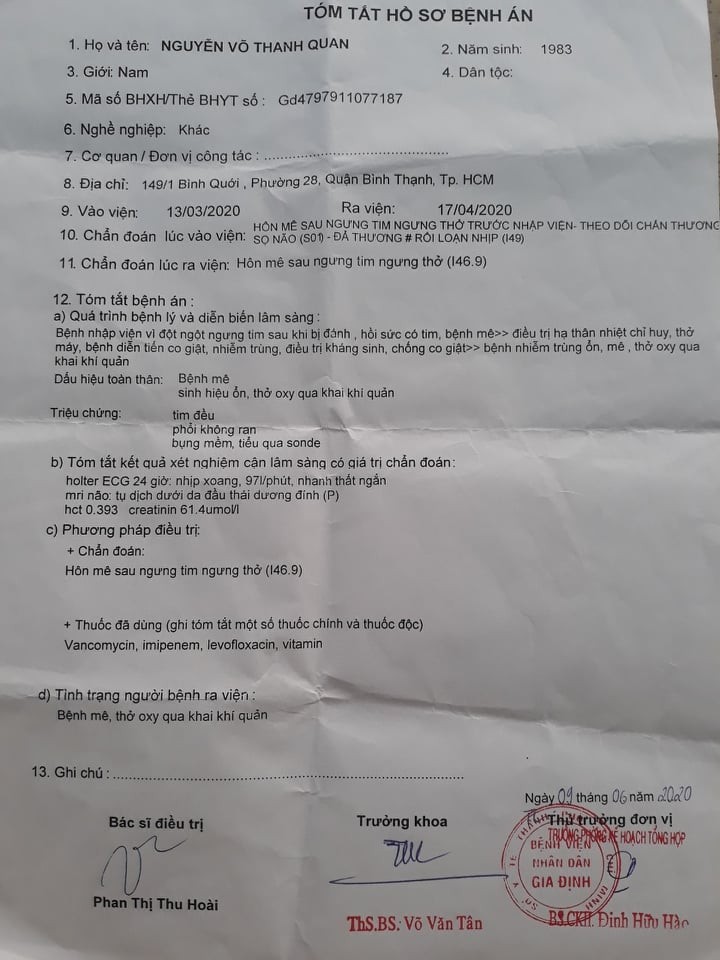 TÓM TẮT HỒ SƠ BỆNH ÁN
1. Họ và tên: NGUYỄN VÕ THANH QUAN
2. Năm sinh: 1983
3. Giới: Nam
4. Dân tộc:
5. Mã số BHXH/Thẻ BHYT số : Gd4797911077187
6. Nghề nghiệp: Khác
7. Cơ quan / Đơn vị công tác : ................................................
8. Địa chỉ: 149/1 Bình Quới , Phường 28, Quận Bình Thạnh, Tp. HCM
9. Vào viện: 13/03/2020 Ra viện: 17/04/2020
10. Chẩn đoán lúc vào viện: HÔN MÊ SAU NGƯNG TIM NGƯNG THỞ TRƯỚC NHẬP VIỆN- THEO DÕI CHẤN THƯƠNG
SỌ NÃO (S01) - ĐẢ THƯƠNG # RỐI LOẠN NHỊP (I49)
11. Chẩn đoán lúc ra viện: Hôn mê sau ngưng tim ngưng thở (I46.9)
12. Tóm tắt bệnh án :
a) Quá trình bệnh lý và diễn biến lâm sàng :
Bệnh nhập viện vì đột ngột ngưng tim sau khi bị đánh , hồi sức có tim, bệnh mê>> điều trị hạ thân nhiệt chỉ huy, thở
máy, bệnh diễn tiến co giật, nhiễm trùng, điều trị kháng sinh, chống co giật>> bệnh nhiễm trùng ổn, mê , thở oxy qua
khai khí quản
Dấu hiệu toàn thân: Bệnh mê
sinh hiệu ổn, thở oxy qua khai khí quản
Triệu chứng: tim đều
phổi không ran
bụng mềm, tiểu qua sonde
b) Tóm tắt kết quả xét nghiệm cận lâm sàng có giá trị chẩn đoán:
holter ECG 24 giờ: nhịp xoang, 97l/phút, nhanh thất ngắn
mri não: tụ dịch dưới da đầu thái dương đỉnh (P)
hct 0.393 creatinin 61.4umol/l
c) Phương pháp điều trị:
+ Chẩn đoán:
Hôn mê sau ngưng tim ngưng thở (I46.9)
+ Thuốc đã dùng (ghi tóm tắt một số thuốc chính và thuốc độc)
Vancomycin, imipenem, levofloxacin, vitamin
d) Tình trạng người bệnh ra viện :
Bệnh mê, thở oxy qua khai khí quản
13. Ghi chú : ................................................
Ngày 09 tháng 06 năm 2020
Bác sĩ điều trị
Trưởng khoa
Thủ trưởng đơn vị
TRƯỞNG PHÒNG KẾ HOẠCH TỔNG HỢP
BỆNH VIỆN
NHÂN DÂN
GIA ĐỊNH
Phan Thị Thu Hoài
ThS.BS: Võ Văn Tân
BS.CKII. Đinh Hữu Hào